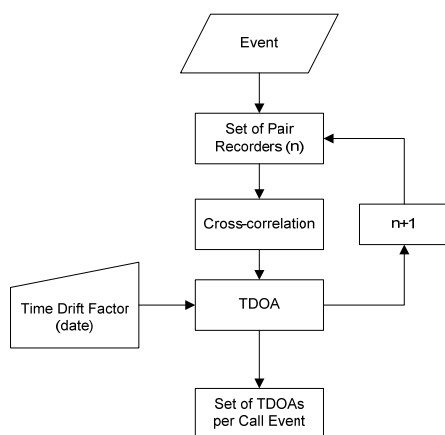 Event
Set of Pair
Recorders (n)
Cross-correlation
n+1
Time Drift Factor
(date)
TDOA
Set of TDOAs
per Call Event